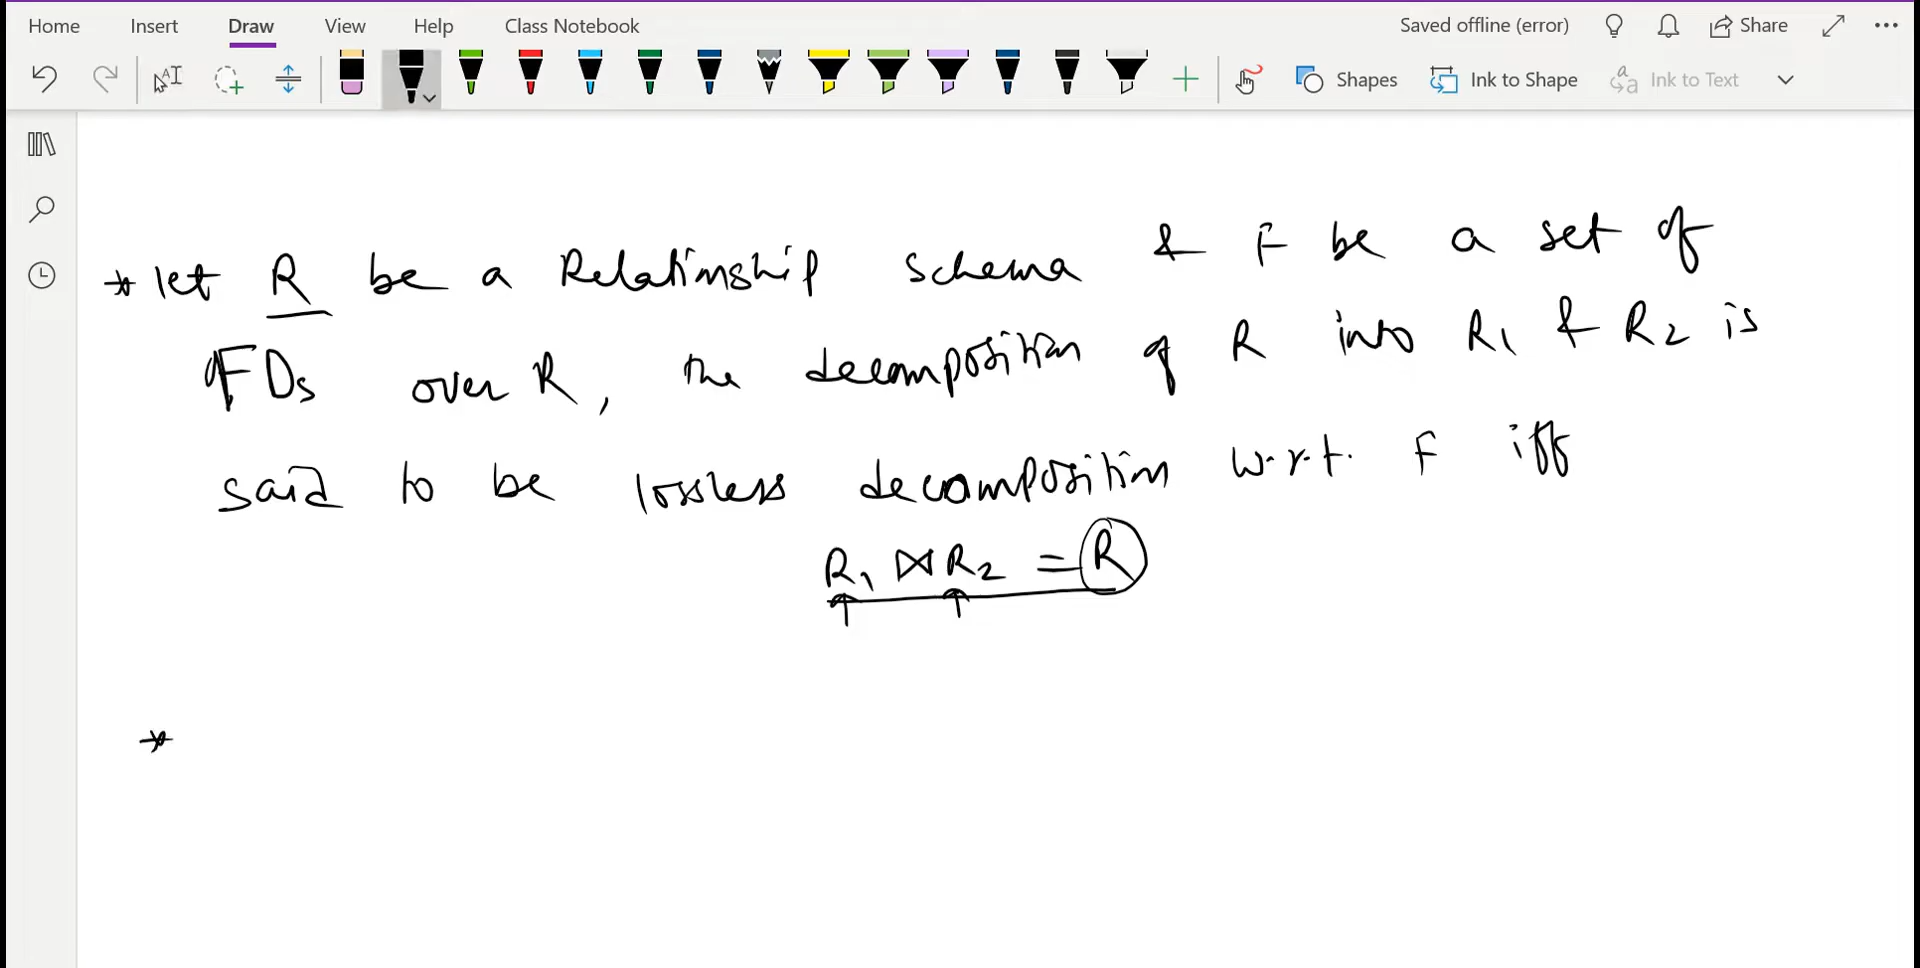 Home Insert Draw View Help Class Notebook Saved offline (error) Share
Shapes Ink to Shape Ink to Text
* let R be a Relationship schema & F be a set of
FDs over R, the decomposition of R into R1 & R2 is
said to be lossless decomposition w.r.t. F iff
R1 ⋈ R2 = R
*